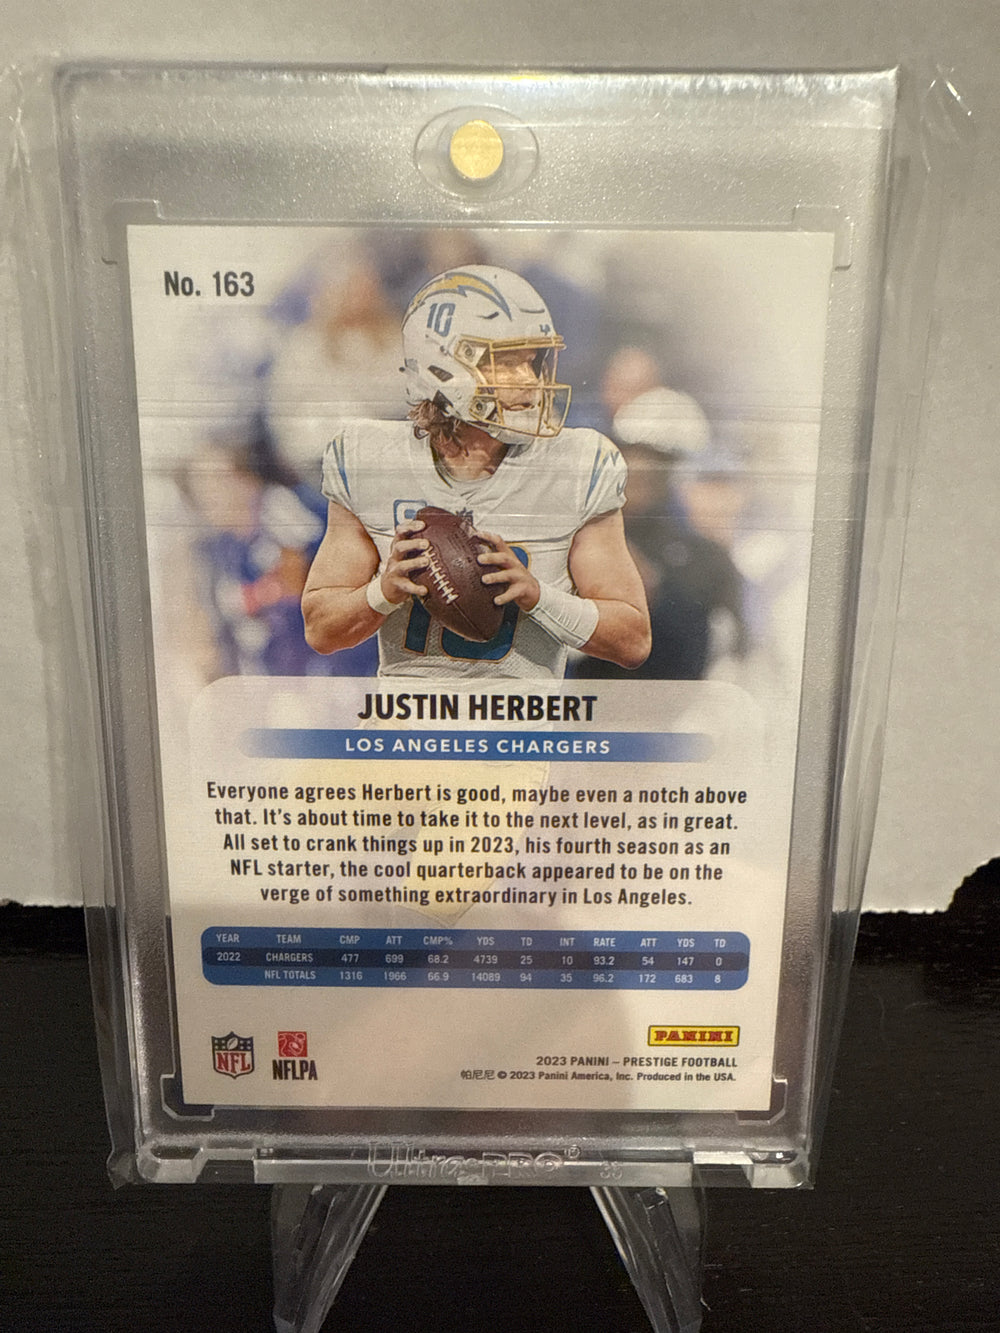 No. 163
10
10
JUSTIN HERBERT
LOS ANGELES CHARGERS
Everyone agrees Herbert is good, maybe even a notch above
that. It's about time to take it to the next level, as in great.
All set to crank things up in 2023, his fourth season as an
NFL starter, the cool quarterback appeared to be on the
verge of something extraordinary in Los Angeles.
YEAR TEAM CMP ATT CMP% YDS TD INT RATE ATT YDS TD
2022 CHARGERS 477 699 68.2 4739 25 10 93.2 54 147 0
NFL TOTALS 1316 1966 66.9 14089 94 35 96.2 172 683 8
PANINI
NFL
NFLPA
2023 PANINI – PRESTIGE FOOTBALL
帕尼尼 © 2023 Panini America, Inc. Produced in the USA.
Ultra·PRO®